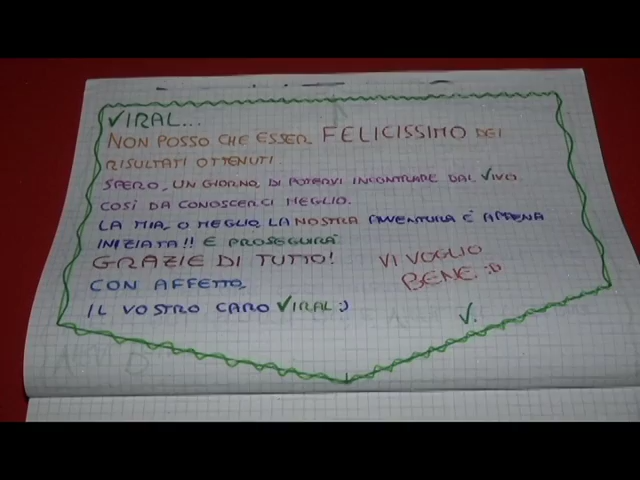 VIRAL...
NON POSSO CHE ESSER FELICISSIMO DEI
RISULTATI OTTENUTI.
SPERO, UN GIORNO, DI POTERVI INCONTRARE DAL VIVO
COSÌ DA CONOSCERCI MEGLIO.
LA MIA, O MEGLIO, LA NOSTRA AVVENTURA È APPENA
INIZIATA!! E PROSEGUIRÀ
GRAZIE DI TUTTO!
VI VOGLIO
BENE :D
CON AFFETTO,
IL VOSTRO CARO VIRAL :)
V.